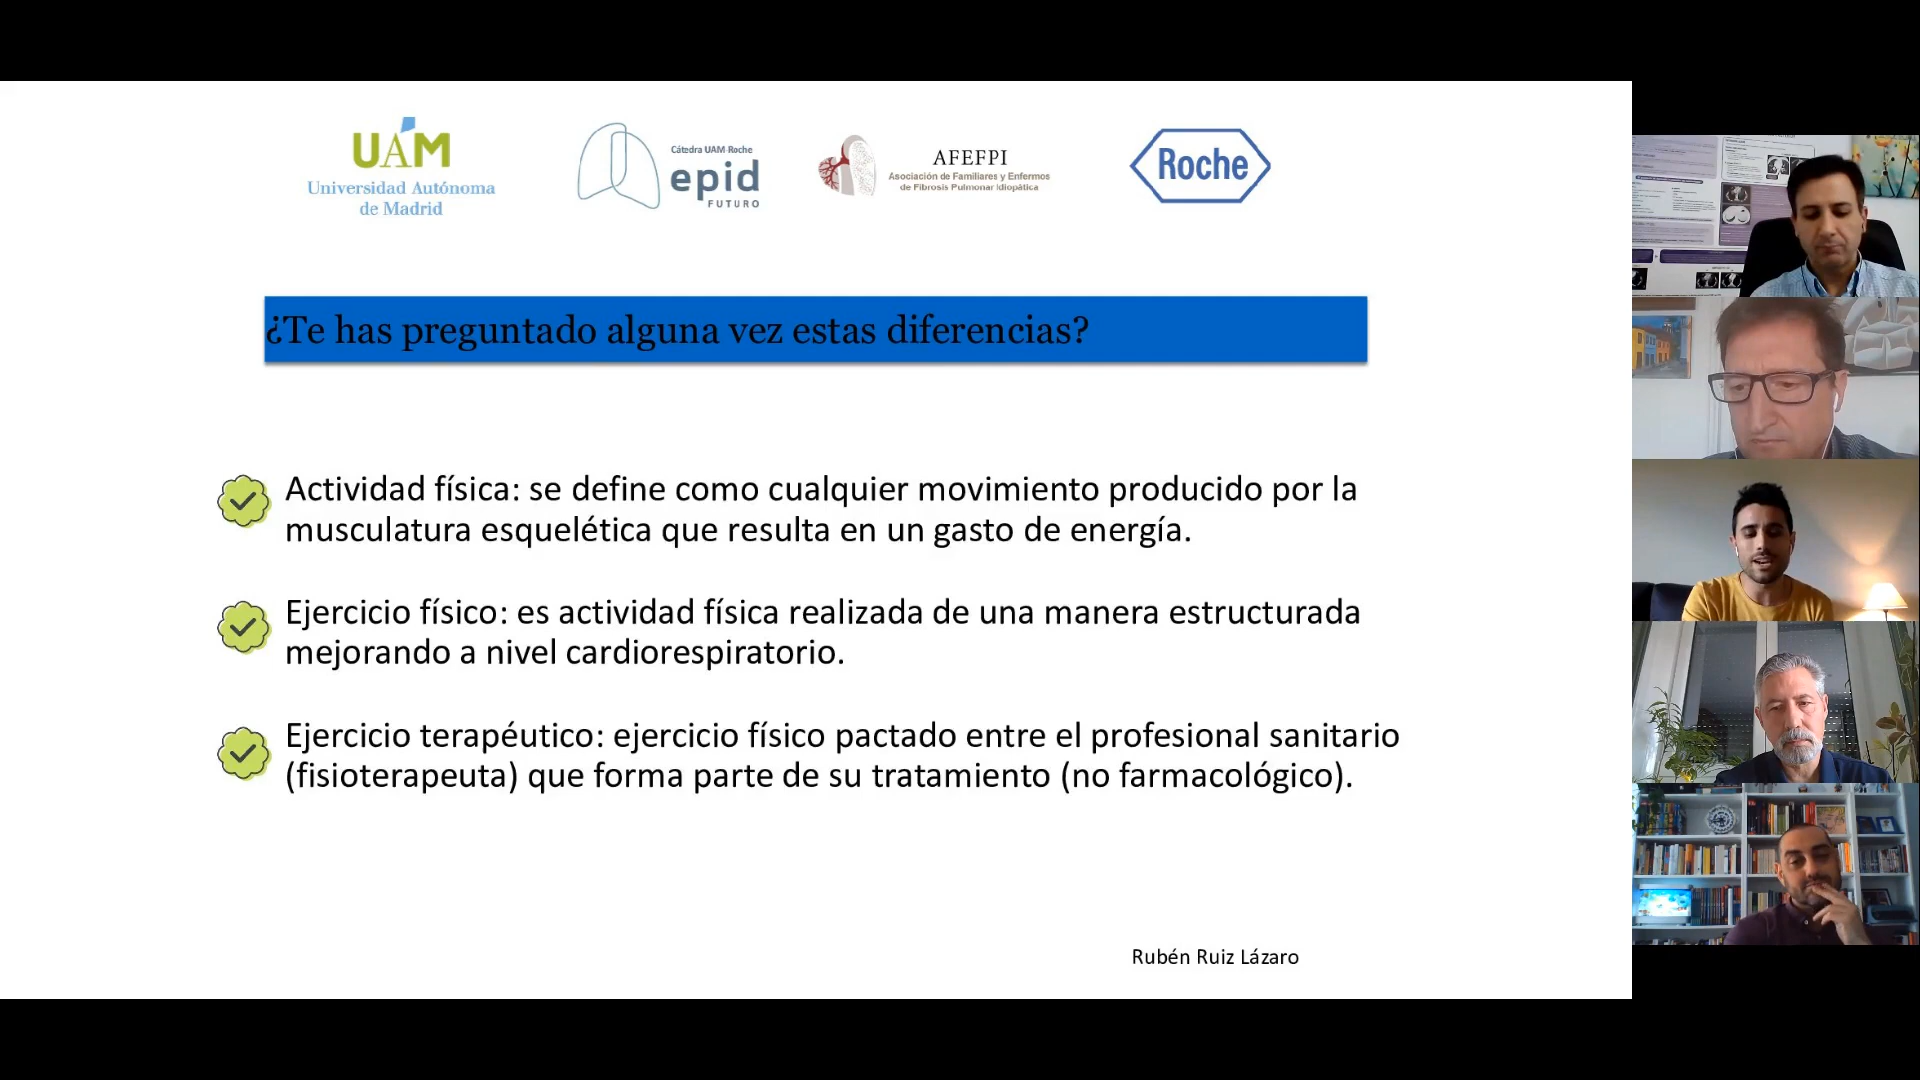 UAM
Universidad Autónoma
de Madrid
Cátedra UAM-Roche
epid
FUTURO
AFEFPI
Asociación de Familiares y Enfermos
de Fibrosis Pulmonar Idiopática
Roche
¿Te has preguntado alguna vez estas diferencias?
Actividad física: se define como cualquier movimiento producido por la
musculatura esquelética que resulta en un gasto de energía.
Ejercicio físico: es actividad física realizada de una manera estructurada
mejorando a nivel cardiorespiratorio.
Ejercicio terapéutico: ejercicio físico pactado entre el profesional sanitario
(fisioterapeuta) que forma parte de su tratamiento (no farmacológico).
Rubén Ruiz Lázaro